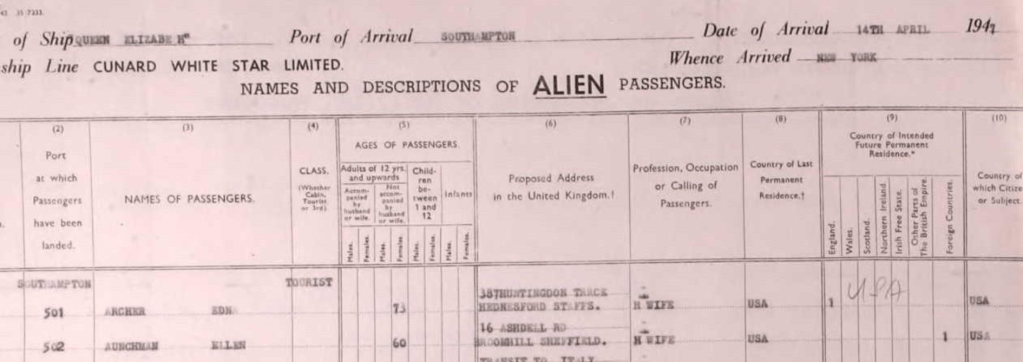 of Ship QUEEN ELIZABE H" Port of Arrival SOUTHAMPTON Date of Arrival 14TH APRIL 1947
ship Line CUNARD WHITE STAR LIMITED. Whence Arrived NEW YORK
NAMES AND DESCRIPTIONS OF ALIEN PASSENGERS.
(2) (3) (4) (5) (6) (7) (8) (9) (10)
Port at which Passengers have been landed.
NAMES OF PASSENGERS.
CLASS. (Whether Cabin, Tourist or 3rd).
AGES OF PASSENGERS.
Adults of 12 yrs. and upwards
Accompanied by husband or wife.
Not accompanied by husband or wife.
Children between 1 and 12
Infants
Males. Females. Males. Females. Males. Females. Males. Females.
Proposed Address in the United Kingdom.†
Profession, Occupation or Calling of Passengers.
Country of Last Permanent Residence.†
Country of Intended Future Permanent Residence.*
England.
Wales.
Scotland.
Northern Ireland.
Irish Free State.
Other Parts of The British Empire.
Foreign Countries.
Country of which Citize or Subject.
SOUTHAMPTON TOURIST
387HUNTINGDON
501 ARCHER EDN 73 HEDNESFORD STAFFS. H WIFE USA 1 USA USA
16 ASHDELL RD
502 AUNCHMAN ELLEN 60 BROOMHILL SHEFFIELD. H WIFE USA 1 USA
TRANSIT TO ITALY